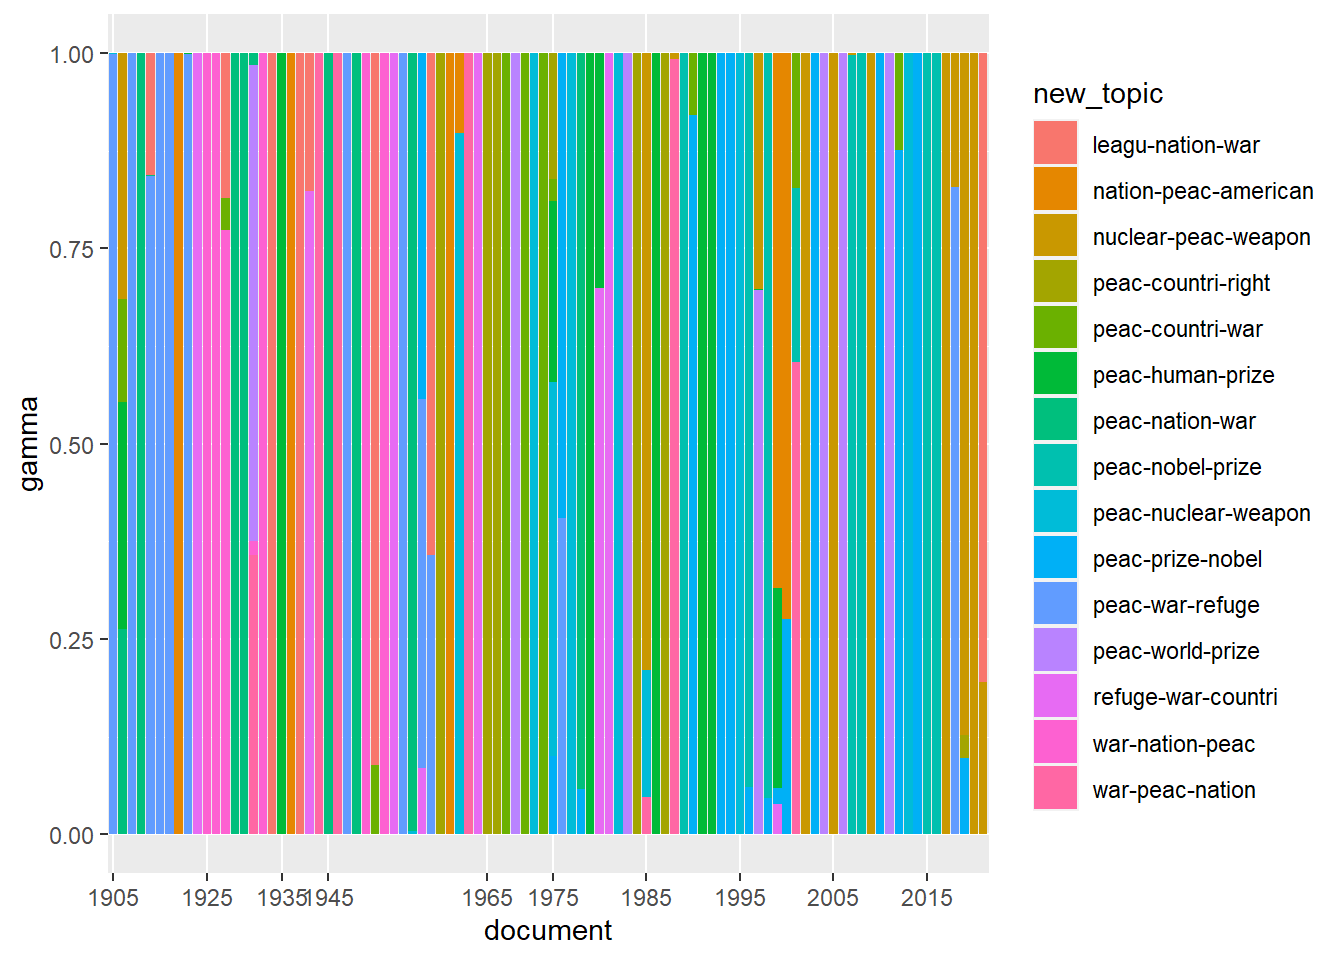 1.00
0.75
0.50
0.25
0.00
gamma
1905 1925 1935 1945 1965 1975 1985 1995 2005 2015
document
new_topic
leagu-nation-war
nation-peac-american
nuclear-peac-weapon
peac-countri-right
peac-countri-war
peac-human-prize
peac-nation-war
peac-nobel-prize
peac-nuclear-weapon
peac-prize-nobel
peac-war-refuge
peac-world-prize
refuge-war-countri
war-nation-peac
war-peac-nation